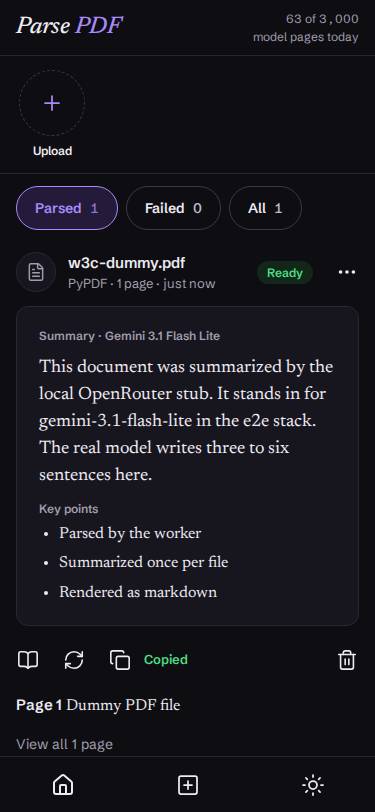 Parse PDF
63 of 3,000
model pages today
Upload
Parsed 1
Failed 0
All 1
w3c-dummy.pdf
PyPDF · 1 page · just now
Ready
Summary · Gemini 3.1 Flash Lite
This document was summarized by the
local OpenRouter stub. It stands in for
gemini-3.1-flash-lite in the e2e stack.
The real model writes three to six
sentences here.
Key points
• Parsed by the worker
• Summarized once per file
• Rendered as markdown
Copied
Page 1 Dummy PDF file
View all 1 page